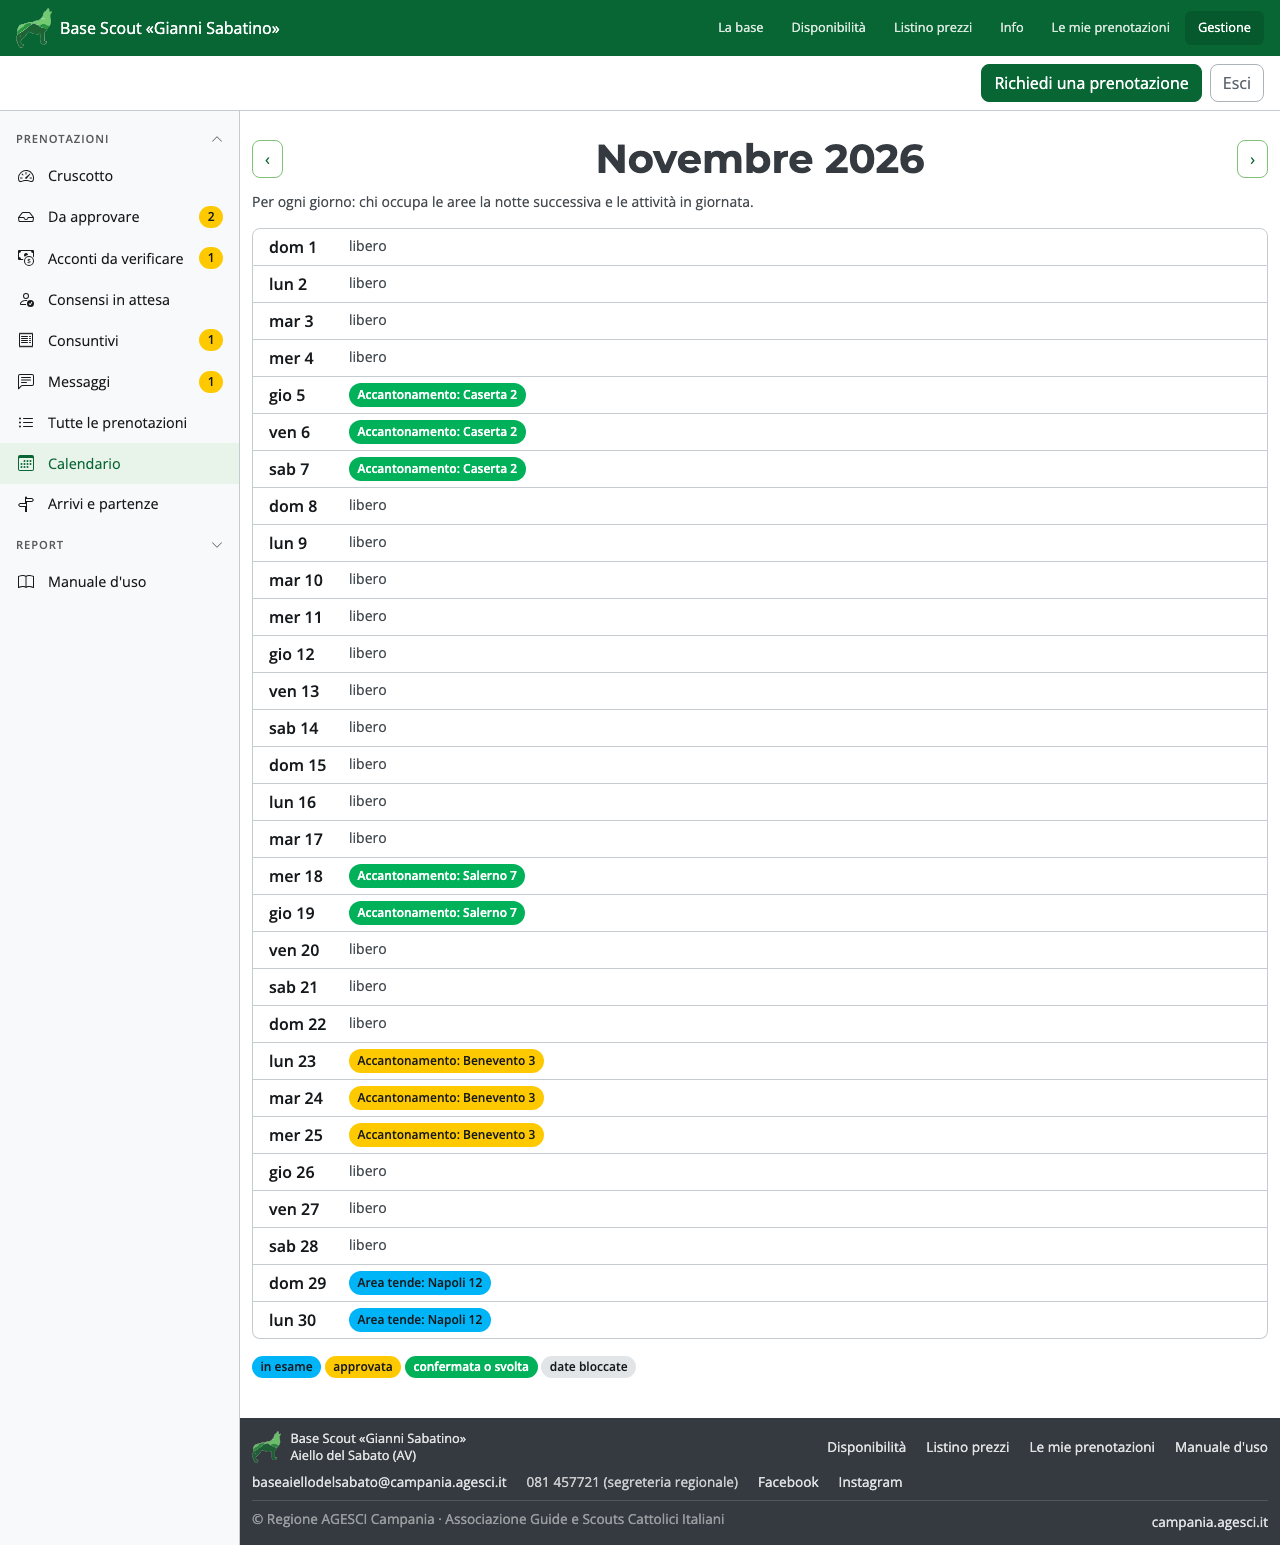 Base Scout «Gianni Sabatino»
La base
Disponibilità
Listino prezzi
Info
Le mie prenotazioni
Gestione
Richiedi una prenotazione
Esci
PRENOTAZIONI
Cruscotto
Da approvare 2
Acconti da verificare 1
Consensi in attesa
Consuntivi 1
Messaggi 1
Tutte le prenotazioni
Calendario
Arrivi e partenze
REPORT
Manuale d'uso
‹ Novembre 2026 ›
Per ogni giorno: chi occupa le aree la notte successiva e le attività in giornata.
dom 1 libero
lun 2 libero
mar 3 libero
mer 4 libero
gio 5 Accantonamento: Caserta 2
ven 6 Accantonamento: Caserta 2
sab 7 Accantonamento: Caserta 2
dom 8 libero
lun 9 libero
mar 10 libero
mer 11 libero
gio 12 libero
ven 13 libero
sab 14 libero
dom 15 libero
lun 16 libero
mar 17 libero
mer 18 Accantonamento: Salerno 7
gio 19 Accantonamento: Salerno 7
ven 20 libero
sab 21 libero
dom 22 libero
lun 23 Accantonamento: Benevento 3
mar 24 Accantonamento: Benevento 3
mer 25 Accantonamento: Benevento 3
gio 26 libero
ven 27 libero
sab 28 libero
dom 29 Area tende: Napoli 12
lun 30 Area tende: Napoli 12
in esame approvata confermata o svolta date bloccate
Base Scout «Gianni Sabatino»
Aiello del Sabato (AV)
Disponibilità Listino prezzi Le mie prenotazioni Manuale d'uso
baseaiellodelsabato@campania.agesci.it 081 457721 (segreteria regionale) Facebook Instagram
© Regione AGESCI Campania · Associazione Guide e Scouts Cattolici Italiani
campania.agesci.it